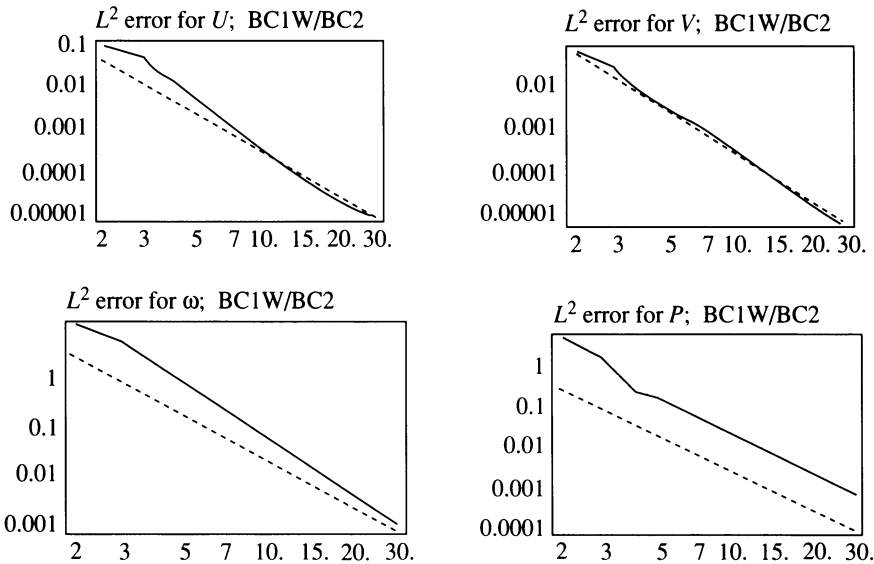 L² error for U; BC1W/BC2
0.1
0.01
0.001
0.0001
0.00001
2 3 5 7 10. 15. 20. 30.
L² error for V; BC1W/BC2
0.01
0.001
0.0001
0.00001
2 3 5 7 10. 15. 20. 30.
L² error for ω; BC1W/BC2
1
0.1
0.01
0.001
2 3 5 7 10. 15. 20. 30.
L² error for P; BC1W/BC2
1
0.1
0.01
0.001
0.0001
2 3 5 7 10. 15. 20. 30.